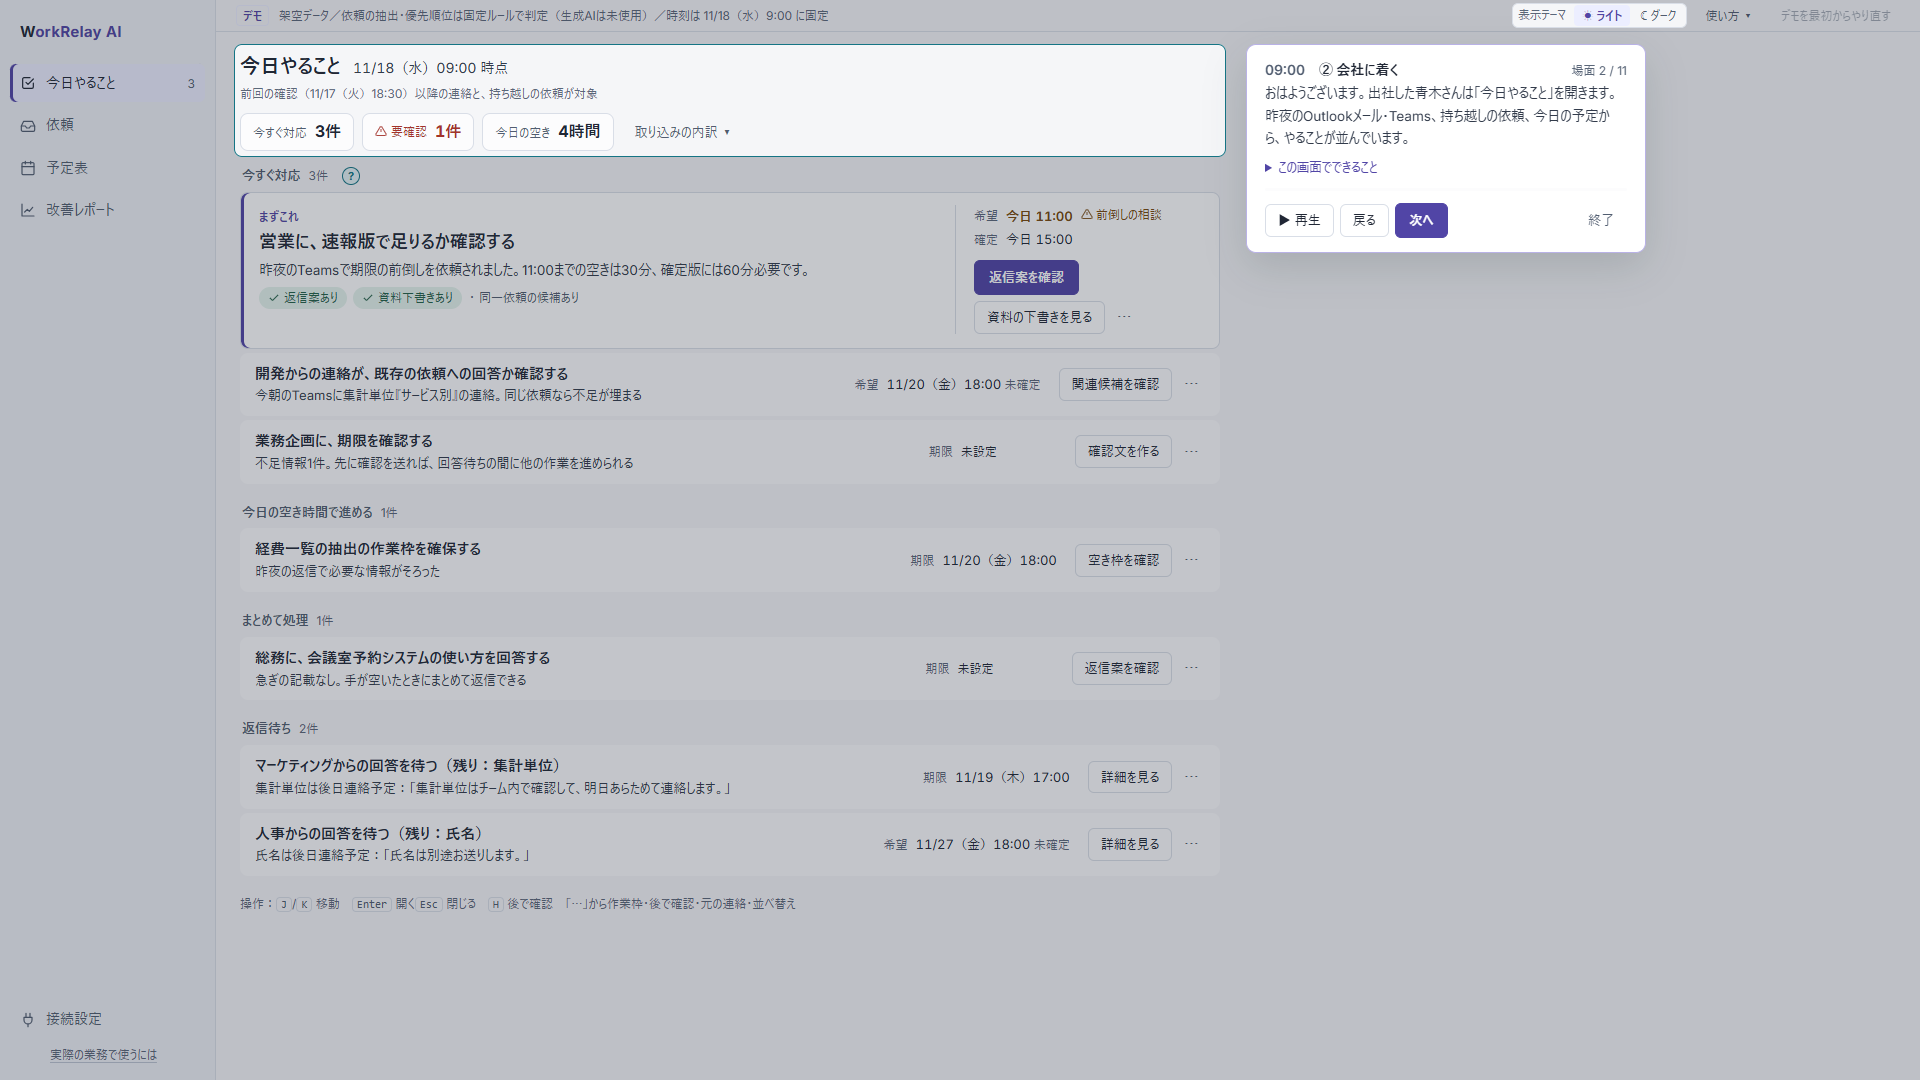 WorkRelay AI
今日やること 3
依頼
予定表
改善レポート
接続設定
実際の業務で使うには
デモ 架空データ／依頼の抽出・優先順位は固定ルールで判定（生成AIは未使用）／時刻は 11/18（水）9:00 に固定
表示テーマ ライト ダーク 使い方 ▾ デモを最初からやり直す
今日やること 11/18（水）09:00 時点
前回の確認（11/17（火）18:30）以降の連絡と、持ち越しの依頼が対象
今すぐ対応 3件 要確認 1件 今日の空き 4時間 取り込みの内訳 ▾
今すぐ対応 3件 ?
まずこれ
営業に、速報版で足りるか確認する
昨夜のTeamsで期限の前倒しを依頼されました。11:00までの空きは30分、確定版には60分必要です。
✓ 返信案あり ✓ 資料下書きあり ・同一依頼の候補あり
希望 今日 11:00 前倒しの相談
確定 今日 15:00
返信案を確認
資料の下書きを見る …
開発からの連絡が、既存の依頼への回答か確認する
今朝のTeamsに集計単位『サービス別』の連絡。同じ依頼なら不足が埋まる
希望 11/20（金）18:00 未確定 関連候補を確認 …
業務企画に、期限を確認する
不足情報1件。先に確認を送れば、回答待ちの間に他の作業を進められる
期限 未設定 確認文を作る …
今日の空き時間で進める 1件
経費一覧の抽出の作業枠を確保する
昨夜の返信で必要な情報がそろった
期限 11/20（金）18:00 空き枠を確認 …
まとめて処理 1件
総務に、会議室予約システムの使い方を回答する
急ぎの記載なし。手が空いたときにまとめて返信できる
期限 未設定 返信案を確認 …
返信待ち 2件
マーケティングからの回答を待つ（残り：集計単位）
集計単位は後日連絡予定：「集計単位はチーム内で確認して、明日あらためて連絡します。」
期限 11/19（木）17:00 詳細を見る …
人事からの回答を待つ（残り：氏名）
氏名は後日連絡予定：「氏名は別途お送りします。」
希望 11/27（金）18:00 未確定 詳細を見る …
操作： J / K 移動 Enter 開く Esc 閉じる H 後で確認 「…」から作業枠・後で確認・元の連絡・並べ替え
09:00 ② 会社に着く 場面 2 / 11
おはようございます。出社した青木さんは「今日やること」を開きます。
昨夜のOutlookメール・Teams、持ち越しの依頼、今日の予定か
ら、やることが並んでいます。
▶ この画面でできること
▶ 再生 戻る 次へ 終了